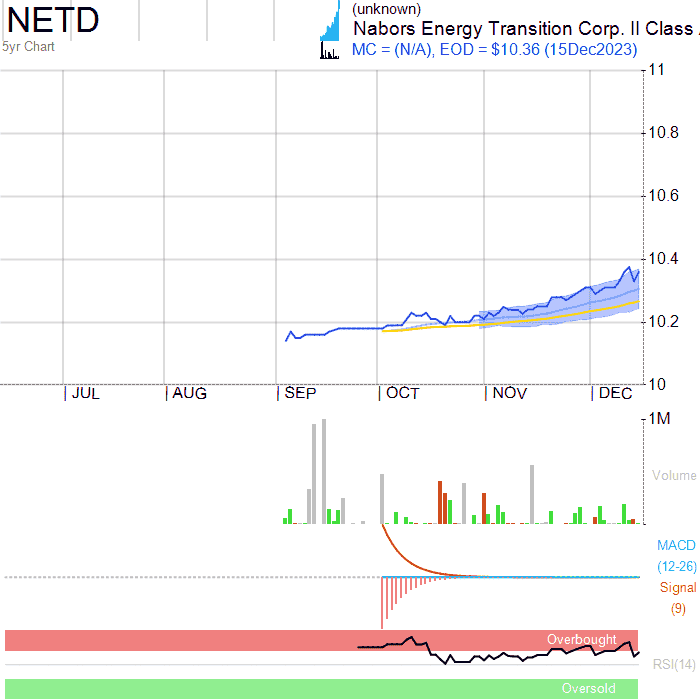 NETD
(unknown)
Nabors Energy Transition Corp. II Class
5yr Chart
MC = (N/A), EOD = $10.36 (15Dec2023)
11
10.8
10.6
10.4
10.2
10
JUL AUG SEP OCT NOV DEC
1M
Volume
MACD
(12-26)
Signal
(9)
Overbought
RSI(14)
Oversold